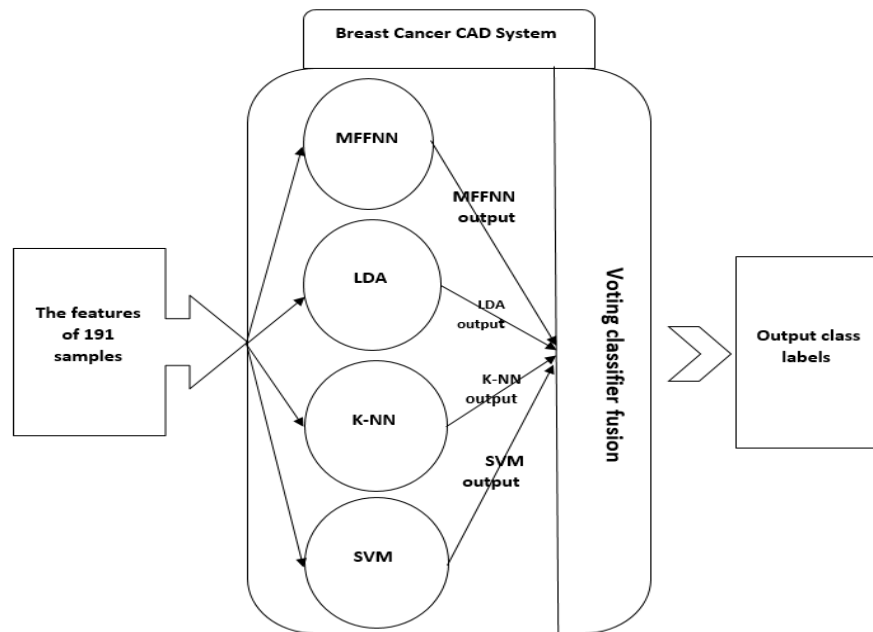 Breast Cancer CAD System
MFFNN
MFFNN
output
LDA
LDA
output
The features
of 191
samples
K-NN
K-NN
output
SVM
output
SVM
Voting classifier fusion
Output class
labels